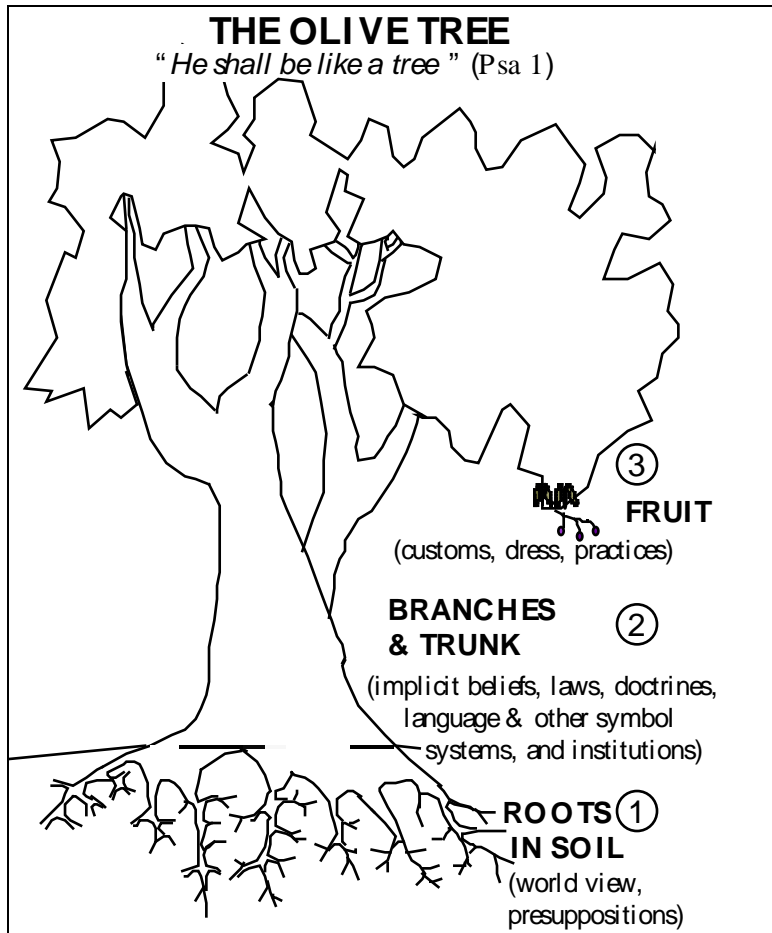 THE OLIVE TREE
“ He shall be like a tree ” (Psa 1)
3
FRUIT
(customs, dress, practices)
BRANCHES
& TRUNK
2
(implicit beliefs, laws, doctrines,
language & other symbol
systems, and institutions)
ROOTS 1
IN SOIL
(world view,
presuppositions)